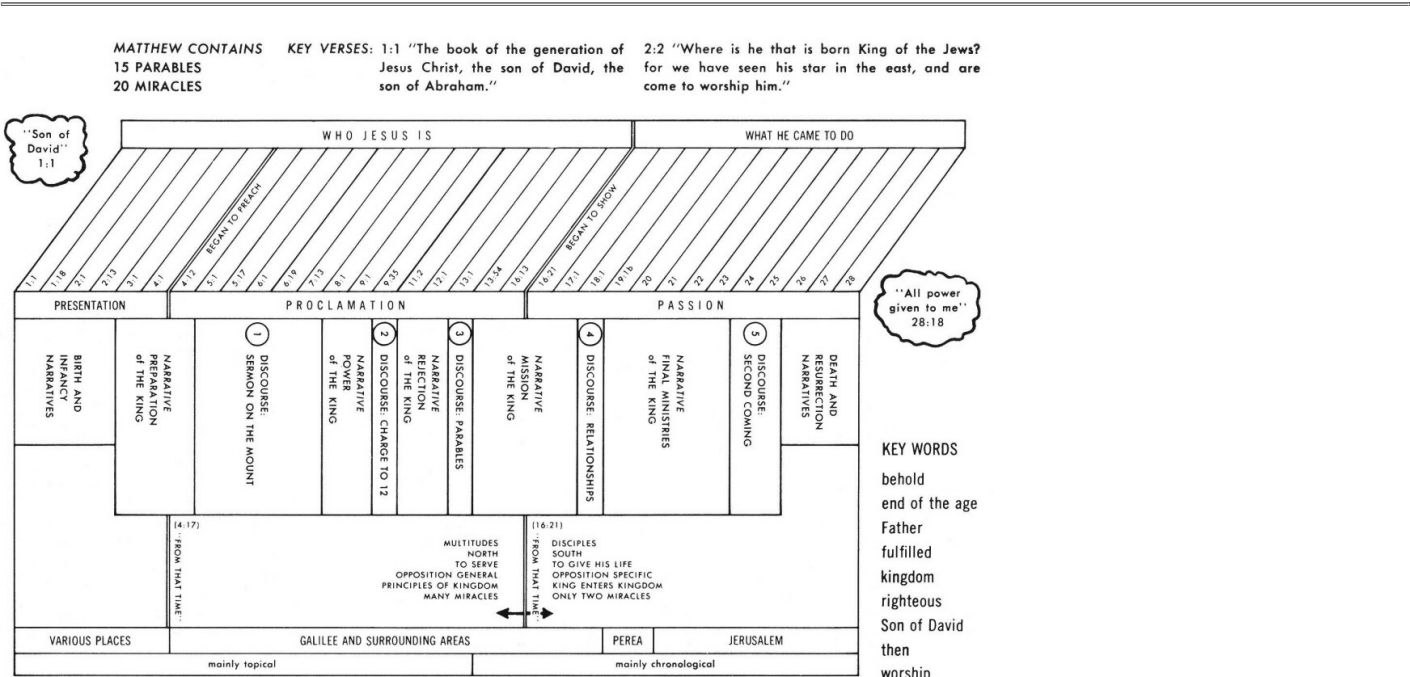 MATTHEW CONTAINS
15 PARABLES
20 MIRACLES
KEY VERSES: 1:1 "The book of the generation of
Jesus Christ, the son of David, the
son of Abraham."
2:2 "Where is he that is born King of the Jews?
for we have seen his star in the east, and are
come to worship him."
"Son of
David"
1:1
WHO JESUS IS
WHAT HE CAME TO DO
BEGAN TO PREACH
BEGAN TO SHOW
1:1
1:18
2:1
2:13
3:1
4:1
4:12
5:1
5:17
6:1
6:19
7:13
8:1
9:1
9:35
11:2
12:1
13:1
13:54
16:13
16:21
17:1
18:1
19:1b
20
21
22
23
24
25
26
27
28
PRESENTATION
PROCLAMATION
PASSION
"All power
given to me"
28:18
BIRTH AND
INFANCY
NARRATIVES
NARRATIVE
PREPARATION
of THE KING
1
DISCOURSE:
SERMON ON THE MOUNT
NARRATIVE
POWER
of THE KING
2
DISCOURSE: CHARGE TO 12
NARRATIVE
REJECTION
of THE KING
3
DISCOURSE: PARABLES
NARRATIVE
MISSION
of THE KING
4
DISCOURSE: RELATIONSHIPS
NARRATIVE
FINAL MINISTRIES
of THE KING
5
DISCOURSE:
SECOND COMING
DEATH AND
RESURRECTION
NARRATIVES
(4:17)
"FROM THAT TIME"
MULTITUDES
NORTH
TO SERVE
OPPOSITION GENERAL
PRINCIPLES OF KINGDOM
MANY MIRACLES
(16:21)
"FROM THAT TIME"
DISCIPLES
SOUTH
TO GIVE HIS LIFE
OPPOSITION SPECIFIC
KING ENTERS KINGDOM
ONLY TWO MIRACLES
VARIOUS PLACES
GALILEE AND SURROUNDING AREAS
PEREA
JERUSALEM
mainly topical
mainly chronological
KEY WORDS
behold
end of the age
Father
fulfilled
kingdom
righteous
Son of David
then
worship